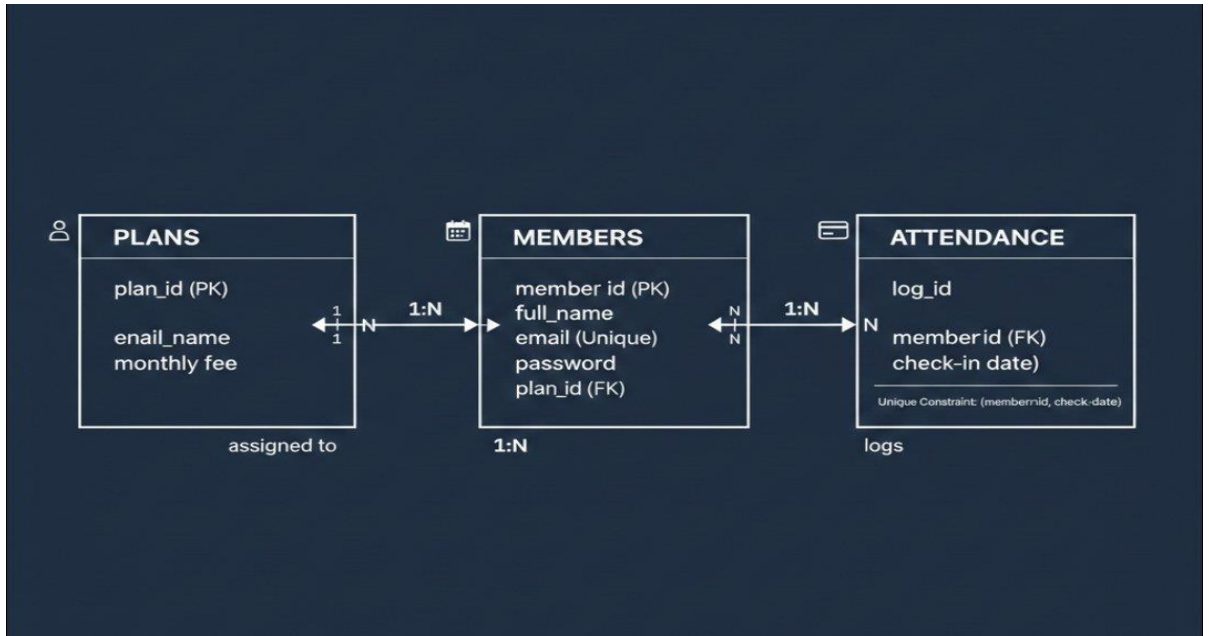 PLANS
plan_id (PK)
enail_name
monthly fee
1
1
N
1:N
assigned to
MEMBERS
member id (PK)
full_name
email (Unique)
password
plan_id (FK)
N
N
1:N
N
1:N
ATTENDANCE
log_id
memberid (FK)
check-in date)
Unique Constraint: (membernid, check-date)
logs